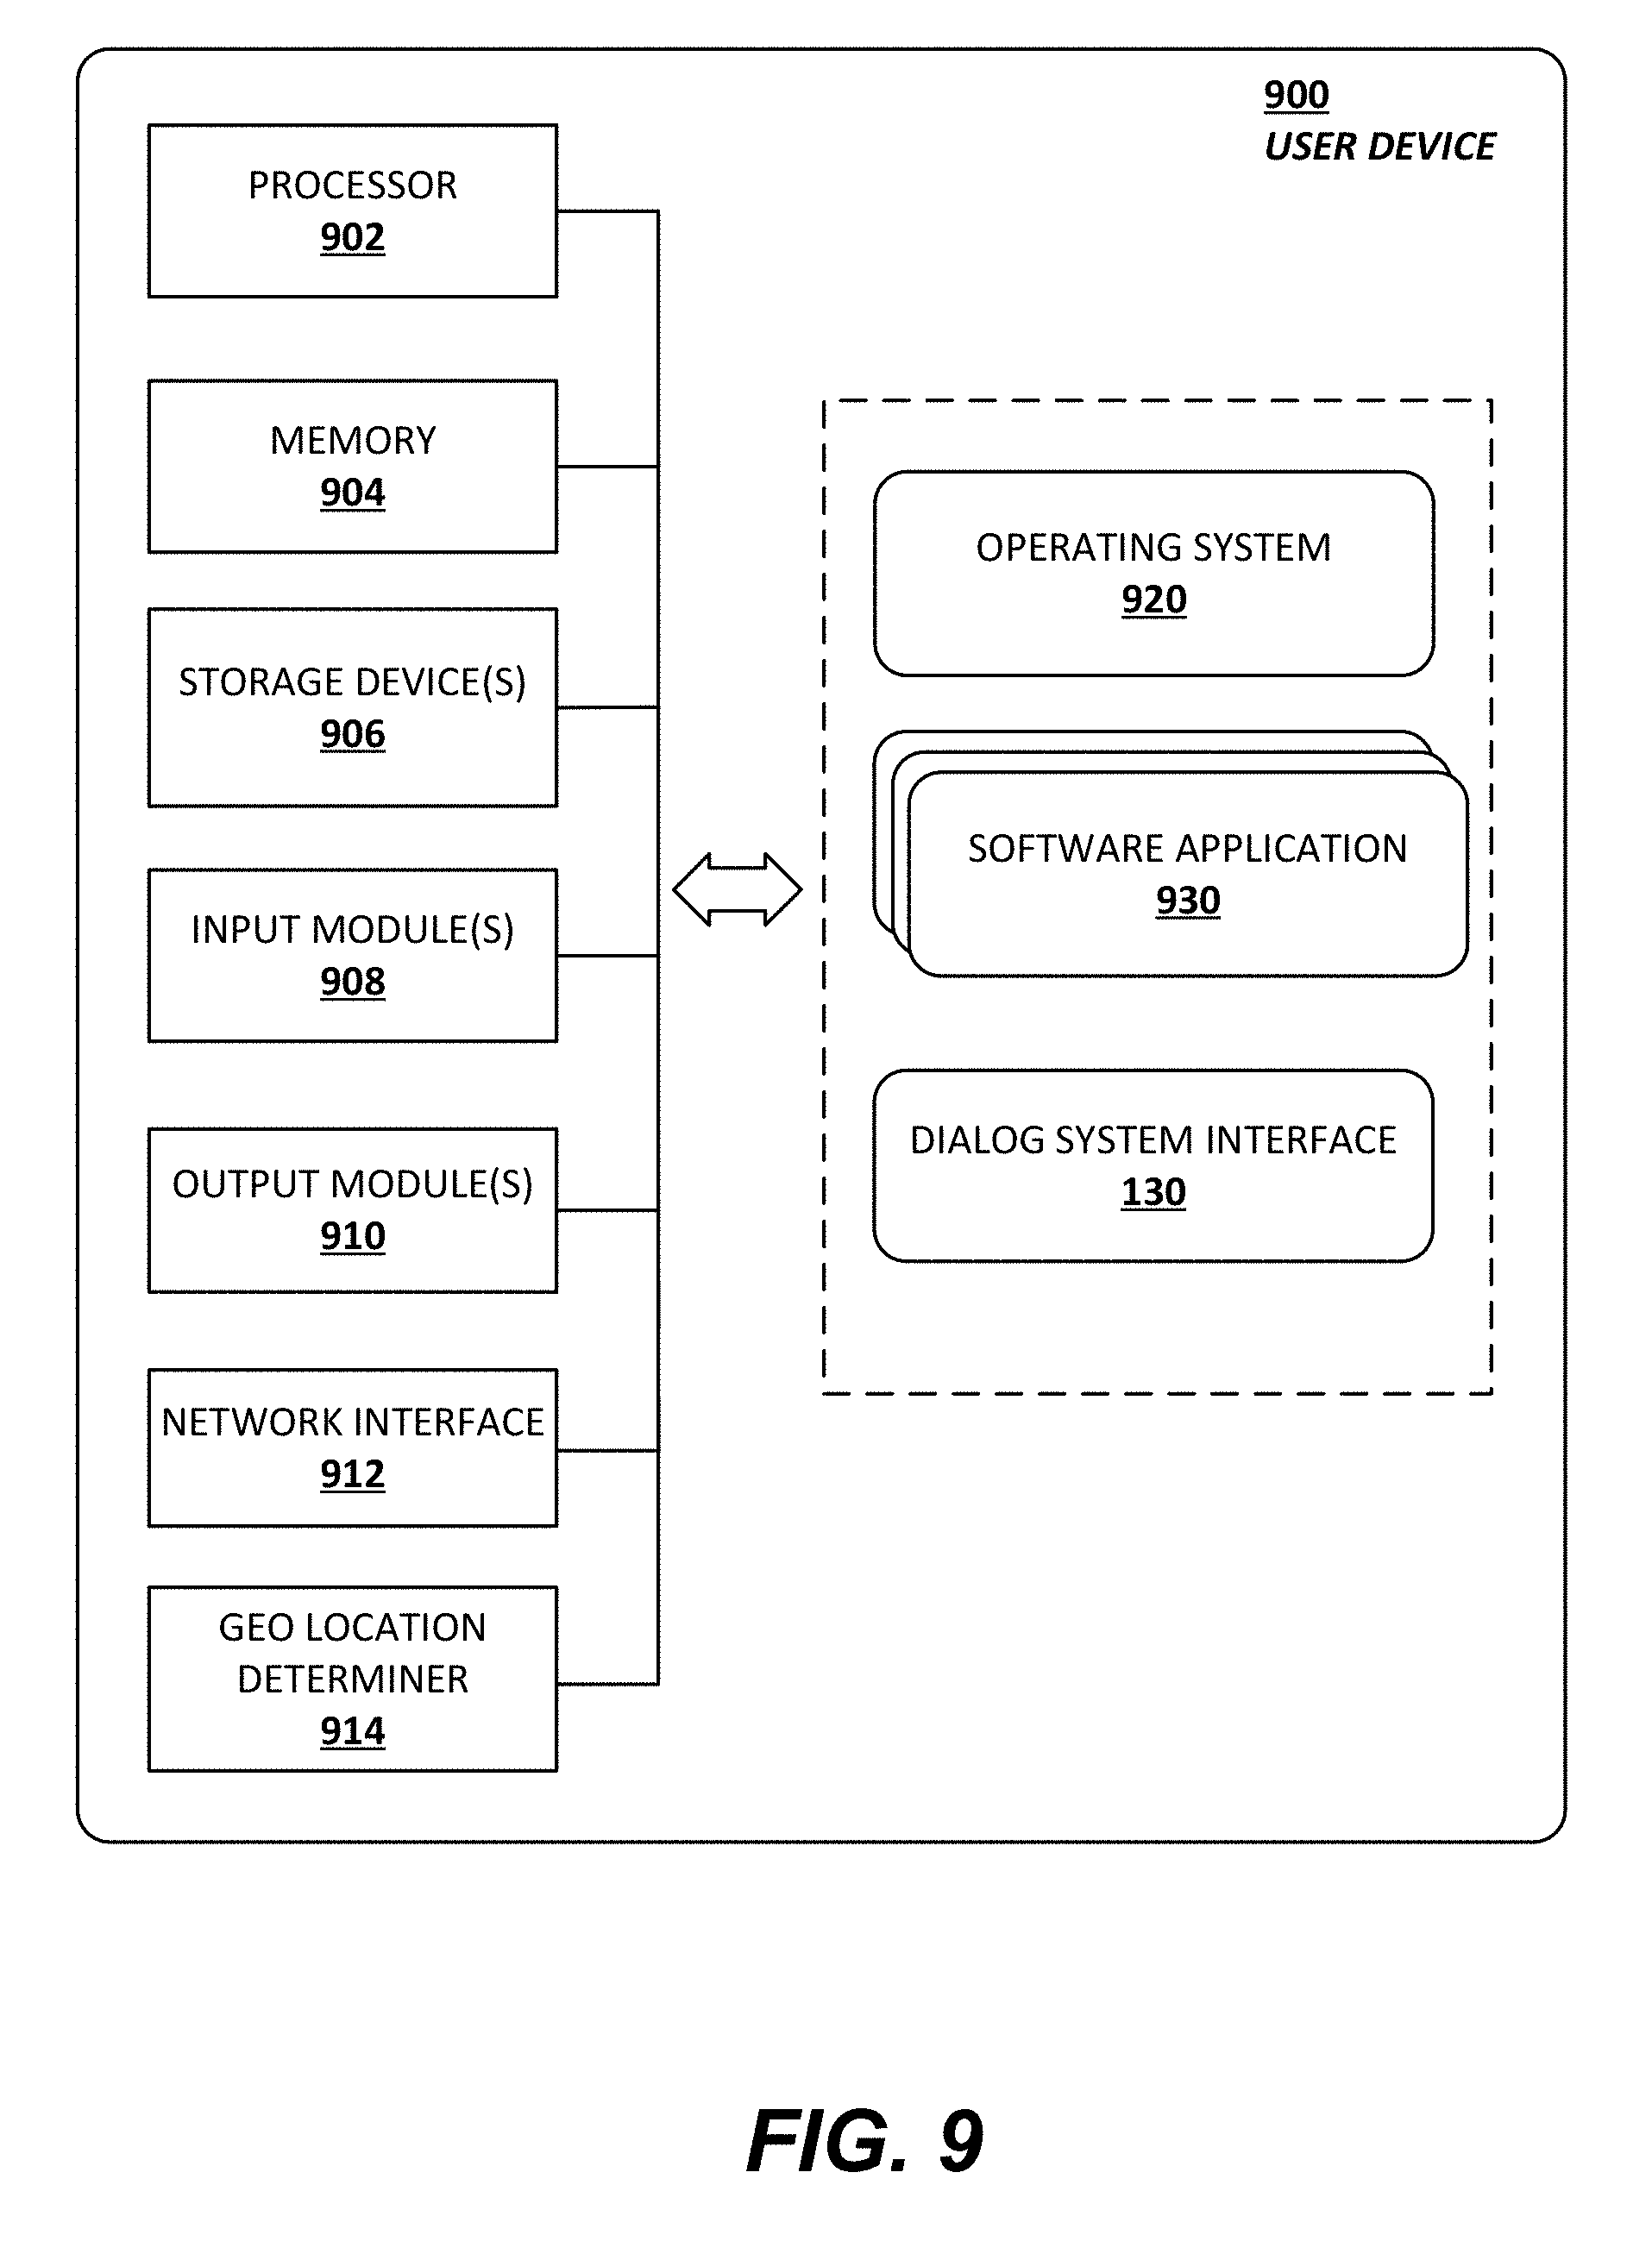 900
USER DEVICE
PROCESSOR
902
MEMORY
904
STORAGE DEVICE(S)
906
INPUT MODULE(S)
908
OUTPUT MODULE(S)
910
NETWORK INTERFACE
912
GEO LOCATION
DETERMINER
914
OPERATING SYSTEM
920
SOFTWARE APPLICATION
930
DIALOG SYSTEM INTERFACE
130
FIG. 9